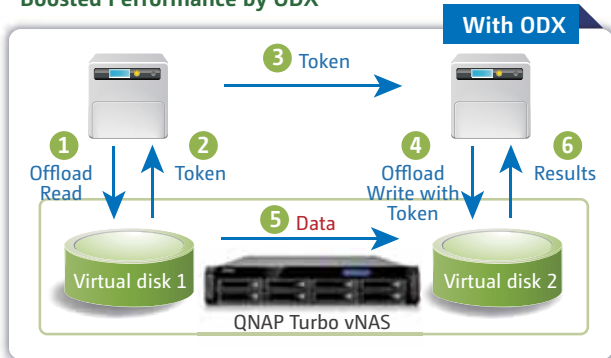 Boosted Performance by ODX
With ODX
3 Token
1
Offload
Read
2
Token
4
Offload
Write with
Token
6
Results
5 Data
Virtual disk 1
Virtual disk 2
QNAP Turbo vNAS